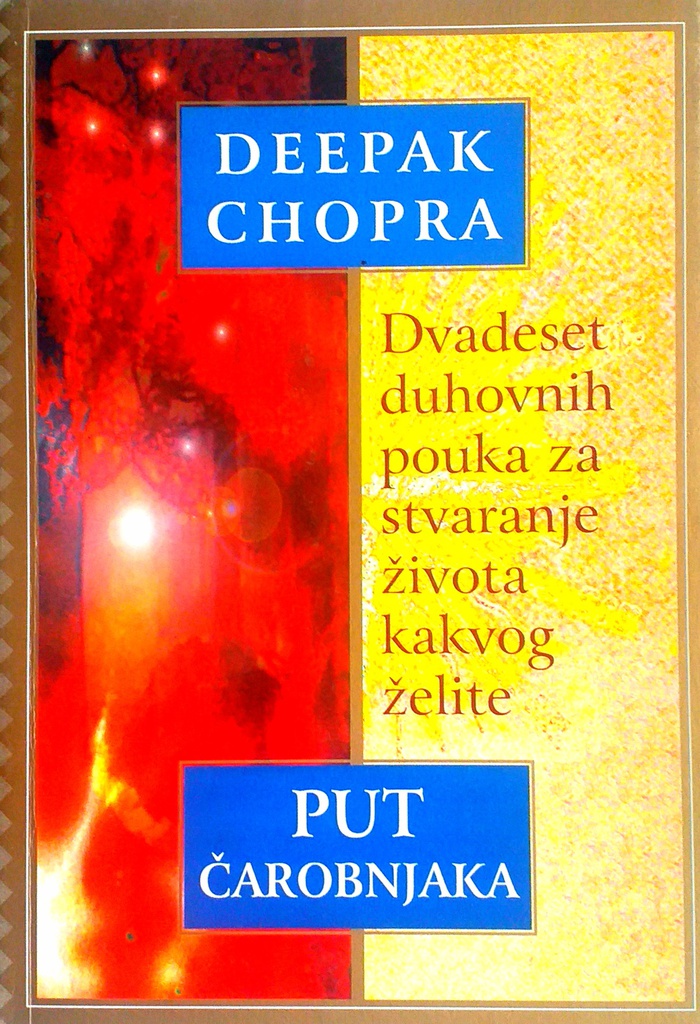 DEEPAK
CHOPRA
Dvadeset
duhovnih
pouka za
stvaranje
života
kakvog
želite
PUT
ČAROBNJAKA